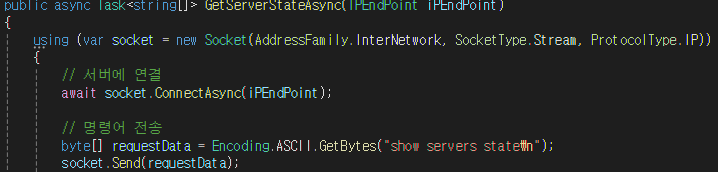 public async Task<string[]> GetServerStateAsync(IPEndPoint iPEndPoint)
{
using (var socket = new Socket(AddressFamily.InterNetwork, SocketType.Stream, ProtocolType.IP))
{
// 서버에 연결
await socket.ConnectAsync(iPEndPoint);
// 명령어 전송
byte[] requestData = Encoding.ASCII.GetBytes("show servers state₩n");
socket.Send(requestData);